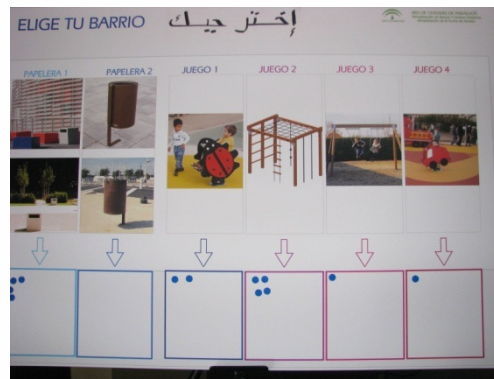 ELIGE TU BARRIO
إختر حيك
PAPELERA 1
PAPELERA 2
JUEGO 1
JUEGO 2
JUEGO 3
JUEGO 4